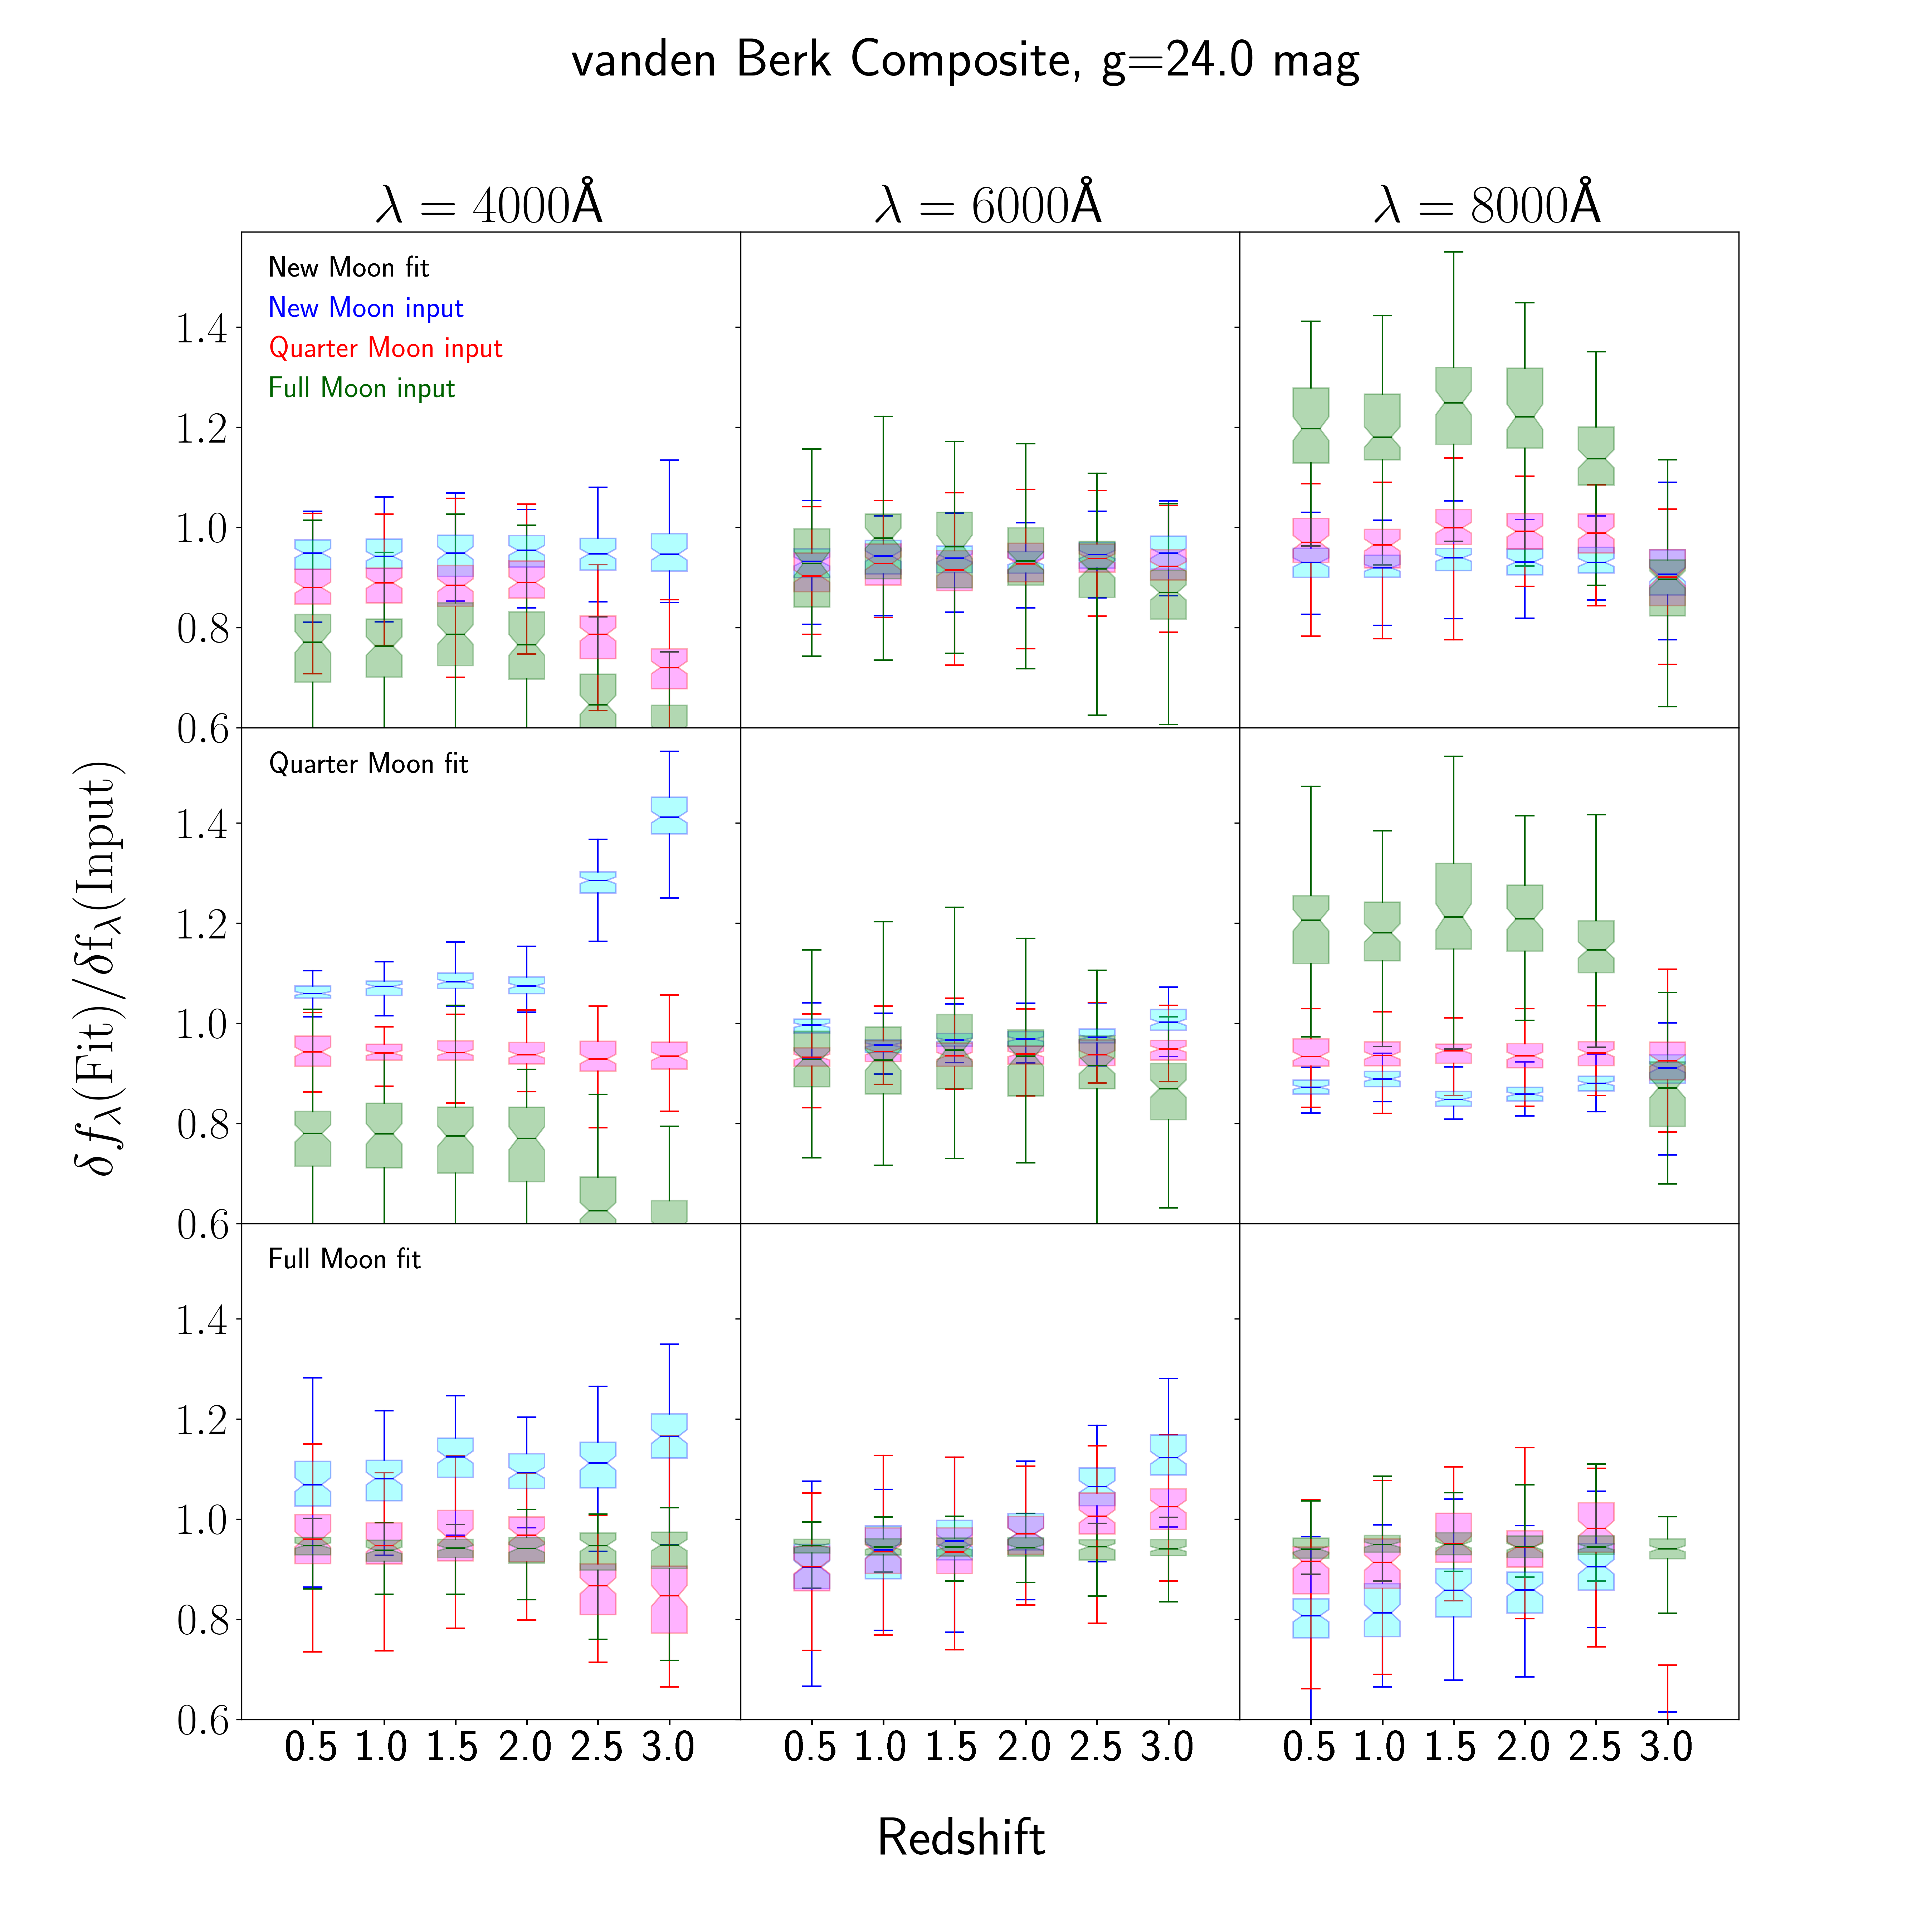 vanden Berk Composite, g=24.0 mag
λ = 4000Å λ = 6000Å λ = 8000Å
New Moon fit
New Moon input
Quarter Moon input
Full Moon input
1.4
1.2
1.0
0.8
0.6
Quarter Moon fit
1.4
1.2
1.0
0.8
0.6
Full Moon fit
1.4
1.2
1.0
0.8
0.6
δfλ(Fit)/δfλ(Input)
0.5 1.0 1.5 2.0 2.5 3.0 0.5 1.0 1.5 2.0 2.5 3.0 0.5 1.0 1.5 2.0 2.5 3.0
Redshift